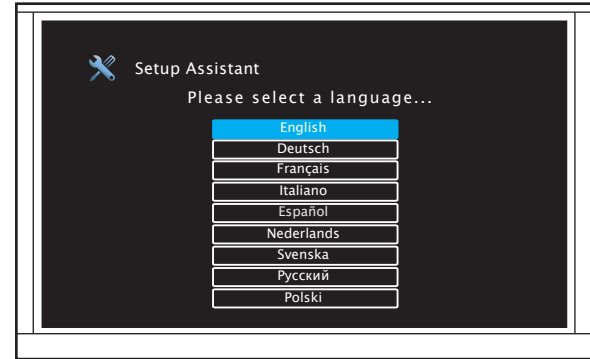 Setup Assistant
Please select a language...
English
Deutsch
Français
Italiano
Español
Nederlands
Svenska
Русский
Polski